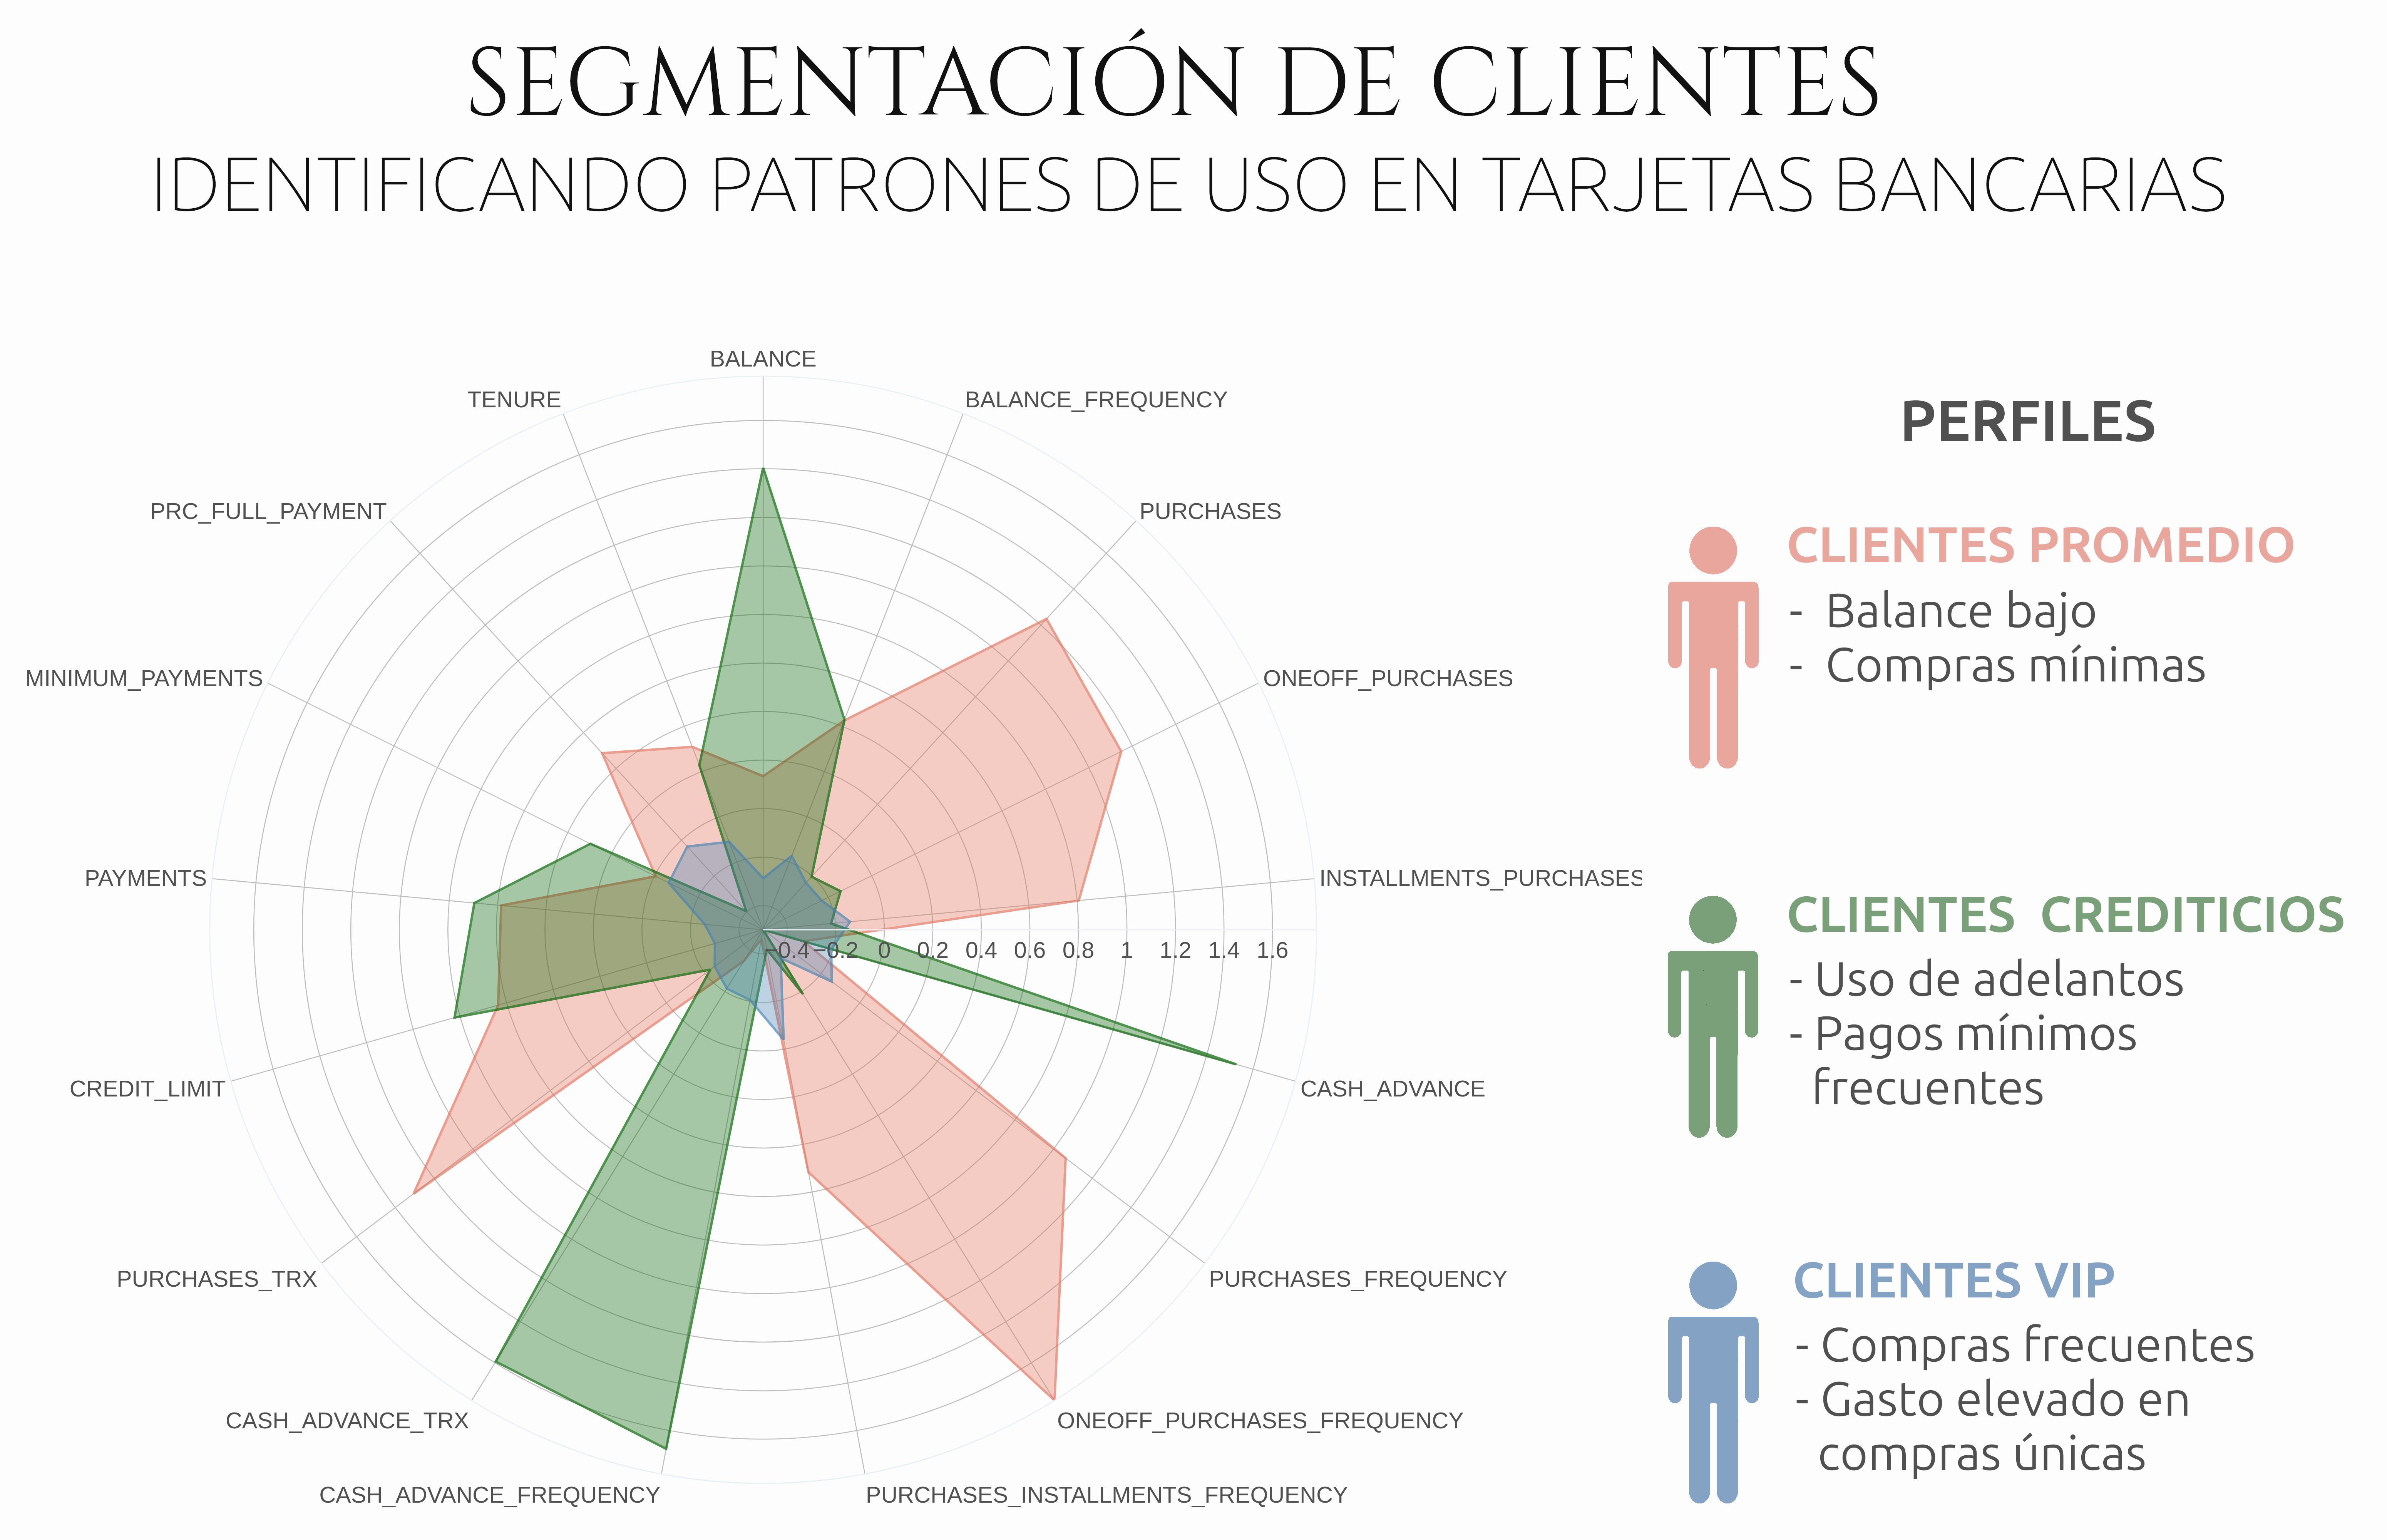 SEGMENTACIÓN DE CLIENTES
IDENTIFICANDO PATRONES DE USO EN TARJETAS BANCARIAS
BALANCE
TENURE
BALANCE_FREQUENCY
PRC_FULL_PAYMENT
PURCHASES
MINIMUM_PAYMENTS
ONEOFF_PURCHASES
PAYMENTS
INSTALLMENTS_PURCHASES
−0.4 −0.2 0 0.2 0.4 0.6 0.8 1 1.2 1.4 1.6
CREDIT_LIMIT
CASH_ADVANCE
PURCHASES_TRX
PURCHASES_FREQUENCY
CASH_ADVANCE_TRX
ONEOFF_PURCHASES_FREQUENCY
CASH_ADVANCE_FREQUENCY
PURCHASES_INSTALLMENTS_FREQUENCY
PERFILES
CLIENTES PROMEDIO
- Balance bajo
- Compras mínimas
CLIENTES CREDITICIOS
- Uso de adelantos
- Pagos mínimos
frecuentes
CLIENTES VIP
- Compras frecuentes
- Gasto elevado en
compras únicas